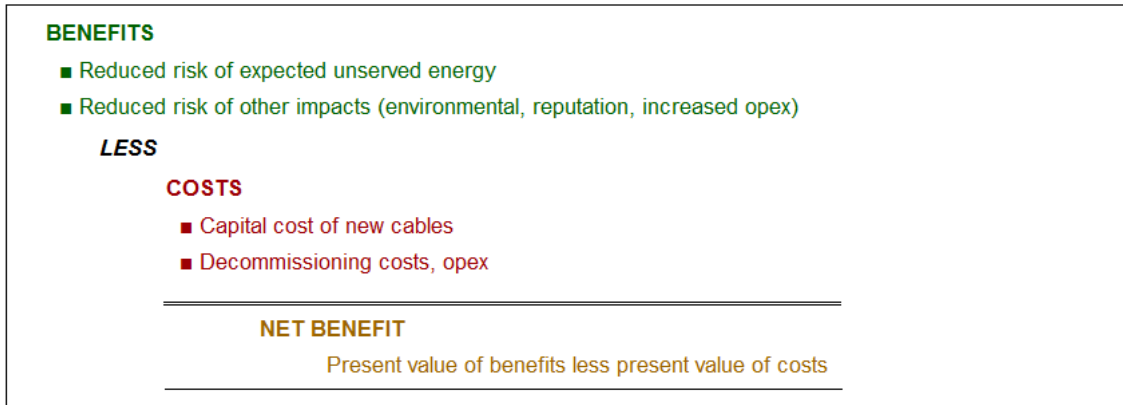 BENEFITS
■ Reduced risk of expected unserved energy
■ Reduced risk of other impacts (environmental, reputation, increased opex)
LESS
COSTS
■ Capital cost of new cables
■ Decommissioning costs, opex
NET BENEFIT
Present value of benefits less present value of costs